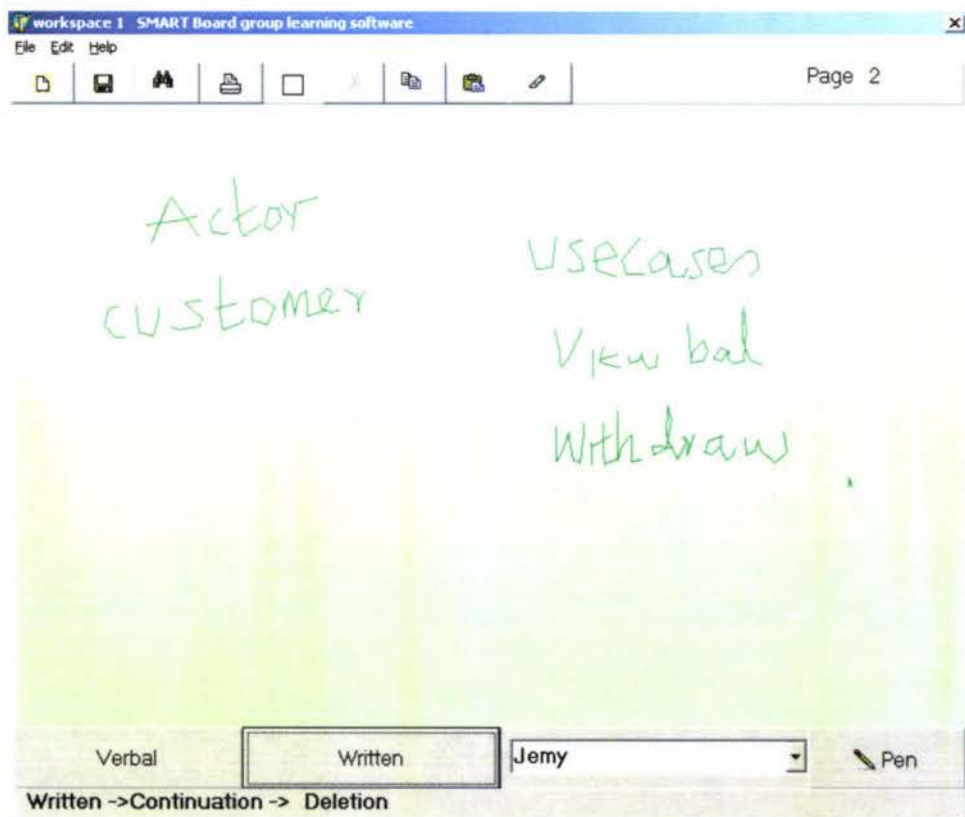 workspace 1 SMART Board group learning software
File Edit Help
Page 2
Actor
customer
usecases
View bal
Withdraw
Verbal
Written
Jemy
Pen
Written ->Continuation -> Deletion